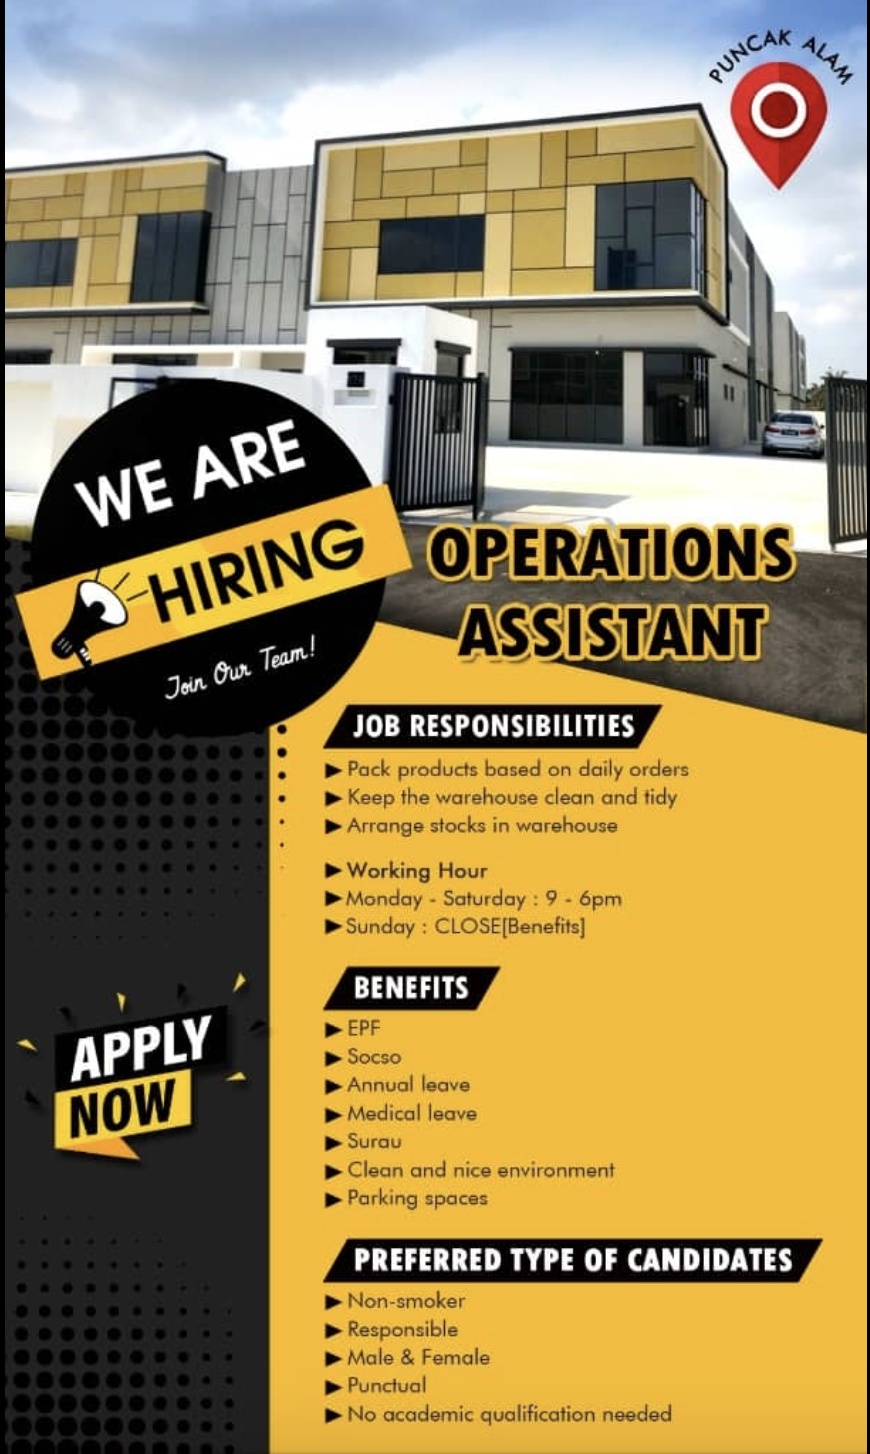 PUNCAK ALAM
WE ARE
HIRING
Join Our Team!
OPERATIONS
ASSISTANT
JOB RESPONSIBILITIES
Pack products based on daily orders
Keep the warehouse clean and tidy
Arrange stocks in warehouse
Working Hour
Monday - Saturday : 9 - 6pm
Sunday : CLOSE[Benefits]
BENEFITS
EPF
Socso
Annual leave
Medical leave
Surau
Clean and nice environment
Parking spaces
APPLY
NOW
PREFERRED TYPE OF CANDIDATES
Non-smoker
Responsible
Male & Female
Punctual
No academic qualification needed